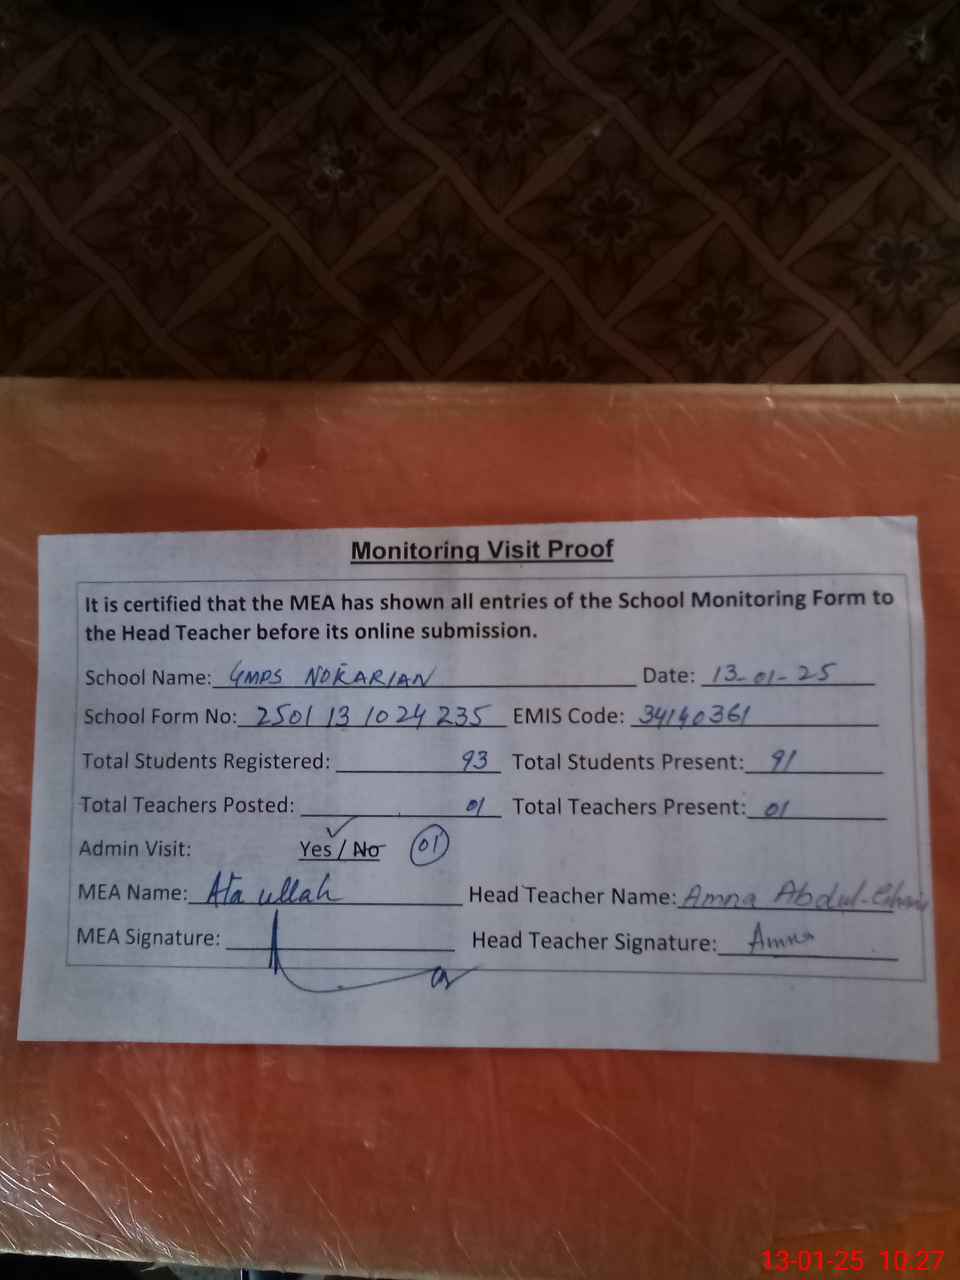 Monitoring Visit Proof
It is certified that the MEA has shown all entries of the School Monitoring Form to
the Head Teacher before its online submission.
School Name: GMPS NOKARIAN Date: 13-01-25
School Form No: 2501 13 10 24 235 EMIS Code: 34140361
Total Students Registered: 93 Total Students Present: 91
Total Teachers Posted: 01 Total Teachers Present: 01
Admin Visit: Yes / No 01
MEA Name: Ata ullah Head Teacher Name: Amna Abdul
MEA Signature: Head Teacher Signature: Amna
13-01-25 10:27